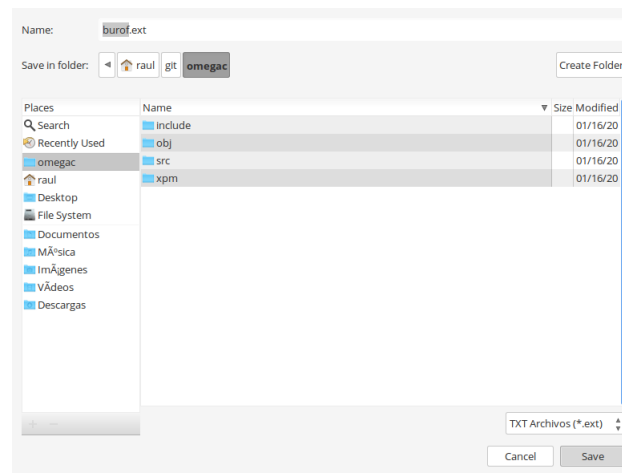 Name: burof.ext
Save in folder: raul git omegac Create Folder
Places Name Size Modified
Search include 01/16/20
Recently Used obj 01/16/20
omegac src 01/16/20
raul xpm 01/16/20
Desktop
File System
Documentos
MÃºsica
ImÃ¡genes
VÃdeos
Descargas
TXT Archivos (*.ext)
Cancel Save